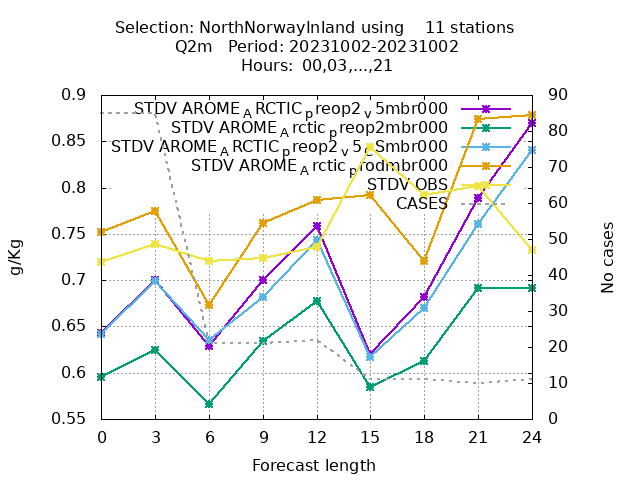 Selection: NorthNorwayInland using    11 stations
Q2m   Period: 20231002-20231002
Hours:  00,03,...,21
STDV AROME_ARCTIC_preop2_v5mbr000
STDV AROME_Arctic_preop2mbr000
STDV AROME_ARCTIC_preop2_v5_CSmbr000
STDV AROME_Arctic_prodmbr000
STDV OBS
CASES
0.9
0.85
0.8
0.75
0.7
0.65
0.6
0.55
90
80
70
60
50
40
30
20
10
0
0 3 6 9 12 15 18 21 24
g/Kg
No cases
Forecast length